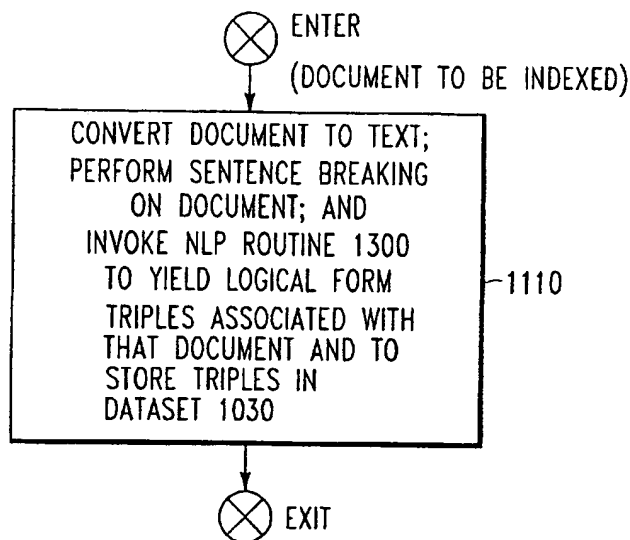 ENTER
(DOCUMENT TO BE INDEXED)
CONVERT DOCUMENT TO TEXT;
PERFORM SENTENCE BREAKING
ON DOCUMENT; AND
INVOKE NLP ROUTINE 1300
TO YIELD LOGICAL FORM
TRIPLES ASSOCIATED WITH
THAT DOCUMENT AND TO
STORE TRIPLES IN
DATASET 1030
1110
EXIT